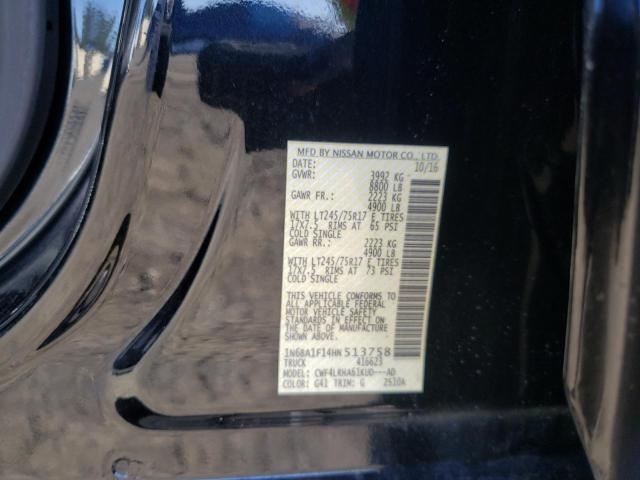 MFD BY NISSAN MOTOR CO., LTD.
DATE: 10/16
GVWR: 3992 KG
8800 LB
GAWR FR: 2223 KG
4900 LB
WITH LT245/75R17 E TIRES
17X7.5 RIMS AT 65 PSI
COLD SINGLE
GAWR RR: 2223 KG
4900 LB
WITH LT245/75R17 E TIRES
17X7.5 RIMS AT 73 PSI
COLD SINGLE
THIS VEHICLE CONFORMS TO
ALL APPLICABLE FEDERAL
MOTOR VEHICLE SAFETY
STANDARDS IN EFFECT ON
THE DATE OF MANUFACTURE
SHOWN ABOVE.
1N6BA1F14HN513758
TRUCK 416623
MODEL: CWF4LRHA61KUD---AD
COLOR: G41 TRIM: G 2510A